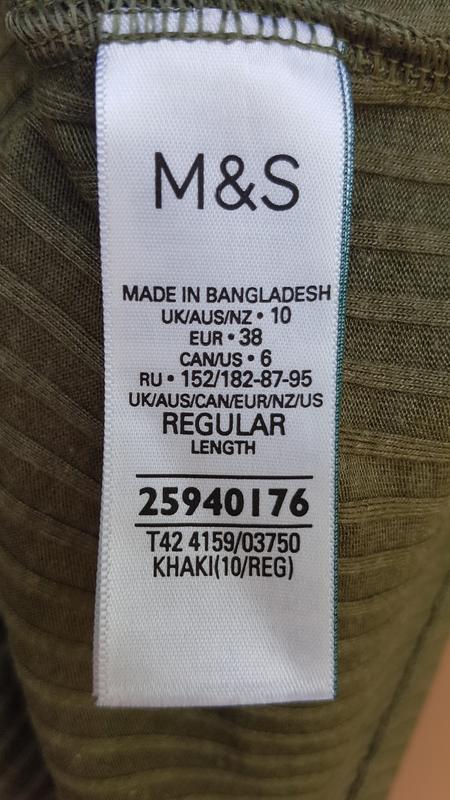 M&S
MADE IN BANGLADESH
UK/AUS/NZ • 10
EUR • 38
CAN/US • 6
RU • 152/182-87-95
UK/AUS/CAN/EUR/NZ/US
REGULAR
LENGTH
25940176
T42 4159/03750
KHAKI(10/REG)